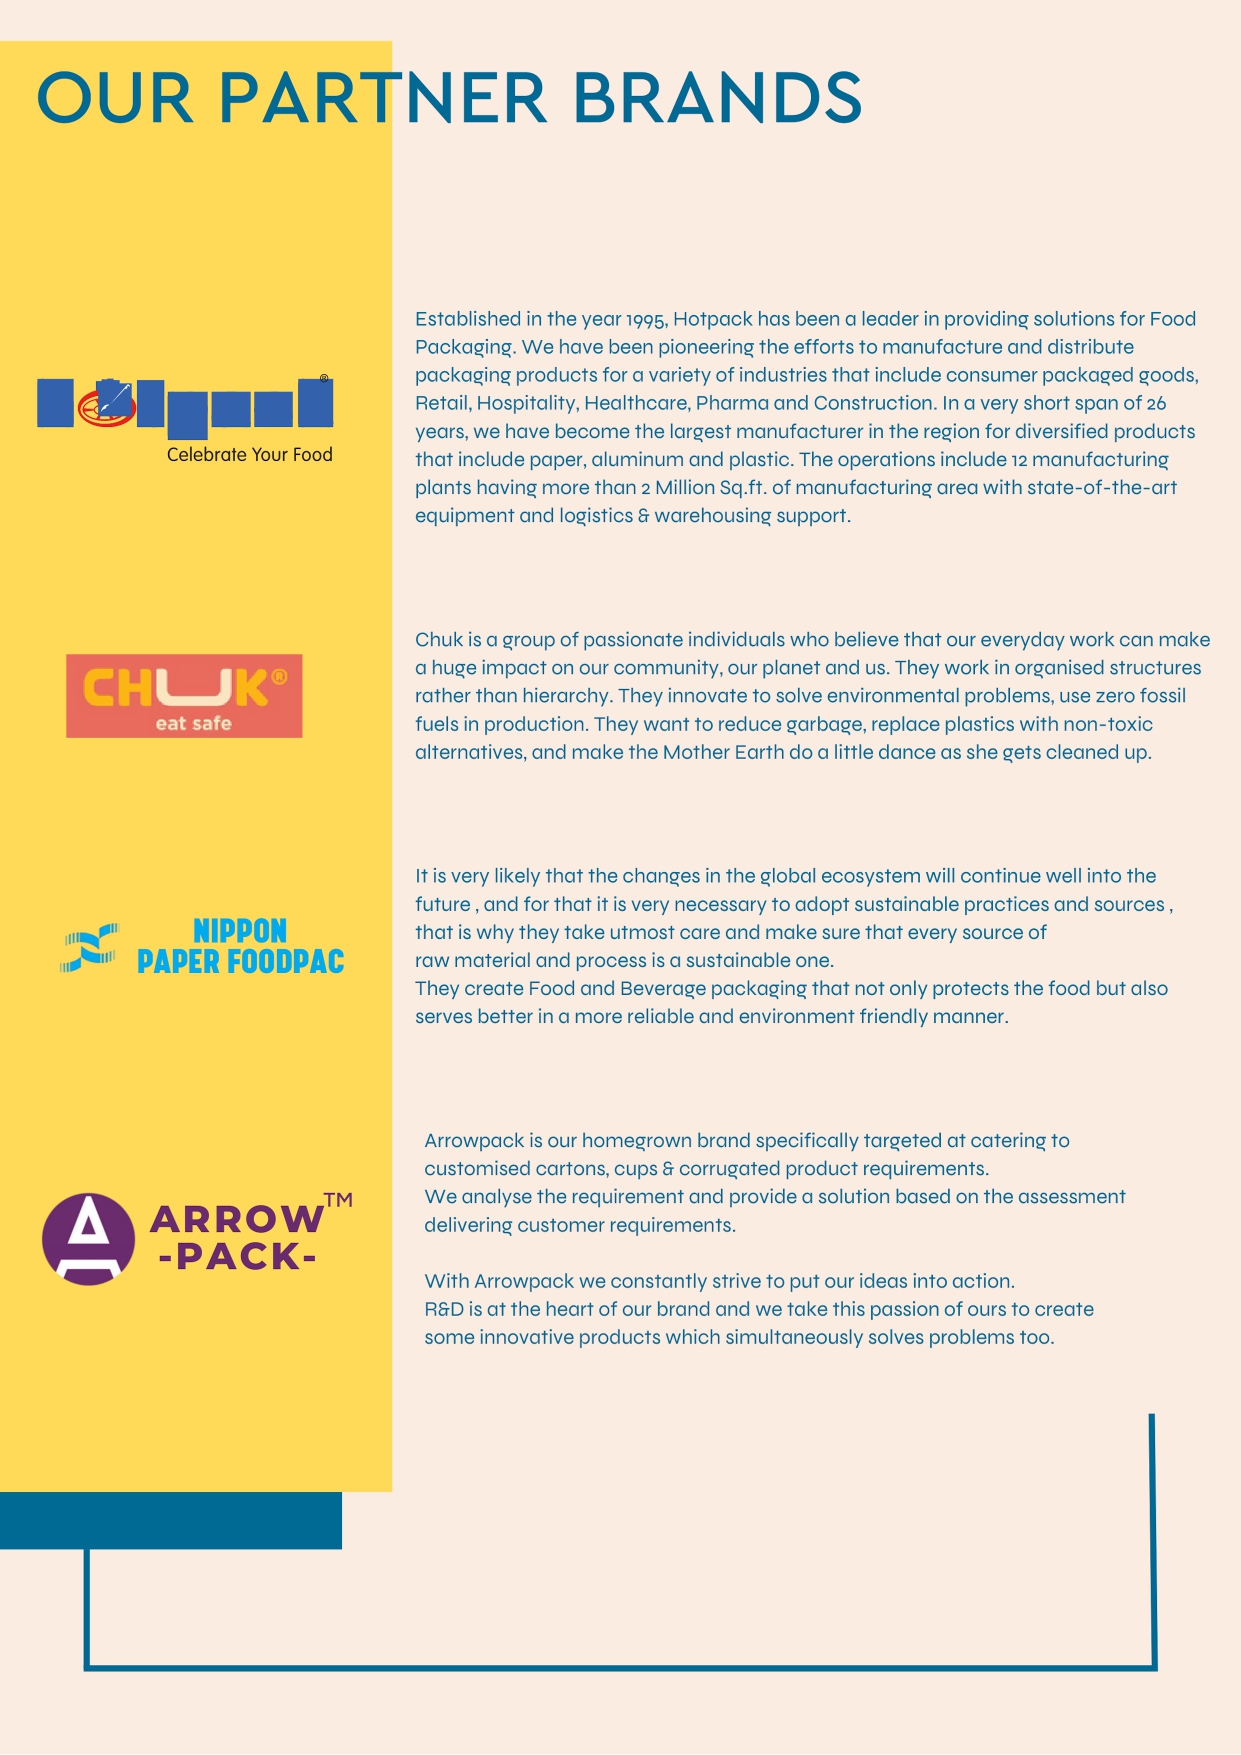 OUR PARTNER BRANDS
®
Celebrate Your Food
Established in the year 1995, Hotpack has been a leader in providing solutions for Food
Packaging. We have been pioneering the efforts to manufacture and distribute
packaging products for a variety of industries that include consumer packaged goods,
Retail, Hospitality, Healthcare, Pharma and Construction. In a very short span of 26
years, we have become the largest manufacturer in the region for diversified products
that include paper, aluminum and plastic. The operations include 12 manufacturing
plants having more than 2 Million Sq.ft. of manufacturing area with state-of-the-art
equipment and logistics & warehousing support.
CHUK®
eat safe
Chuk is a group of passionate individuals who believe that our everyday work can make
a huge impact on our community, our planet and us. They work in organised structures
rather than hierarchy. They innovate to solve environmental problems, use zero fossil
fuels in production. They want to reduce garbage, replace plastics with non-toxic
alternatives, and make the Mother Earth do a little dance as she gets cleaned up.
NIPPON
PAPER FOODPAC
It is very likely that the changes in the global ecosystem will continue well into the
future , and for that it is very necessary to adopt sustainable practices and sources ,
that is why they take utmost care and make sure that every source of
raw material and process is a sustainable one.
They create Food and Beverage packaging that not only protects the food but also
serves better in a more reliable and environment friendly manner.
ARROW TM
-PACK-
Arrowpack is our homegrown brand specifically targeted at catering to
customised cartons, cups & corrugated product requirements.
We analyse the requirement and provide a solution based on the assessment
delivering customer requirements.
With Arrowpack we constantly strive to put our ideas into action.
R&D is at the heart of our brand and we take this passion of ours to create
some innovative products which simultaneously solves problems too.